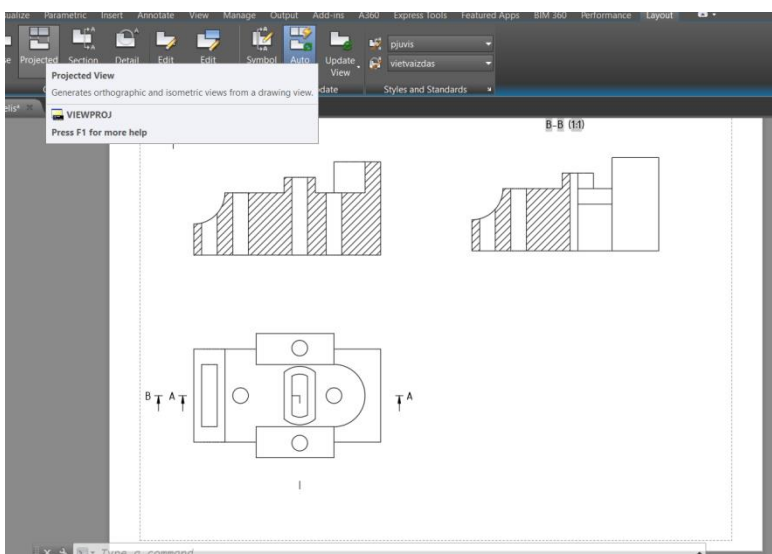 ualize Parametric Insert Annotate View Manage Output Add-ins A360 Express Tools Featured Apps BIM 360 Performance Layout
Projected Section Detail Edit Edit Symbol Auto Update View
pjuvis
vietvaizdas
Styles and Standards
Projected View
Generates orthographic and isometric views from a drawing view.
VIEWPROJ
Press F1 for more help
B-B (1:1)
B A A
Type a command